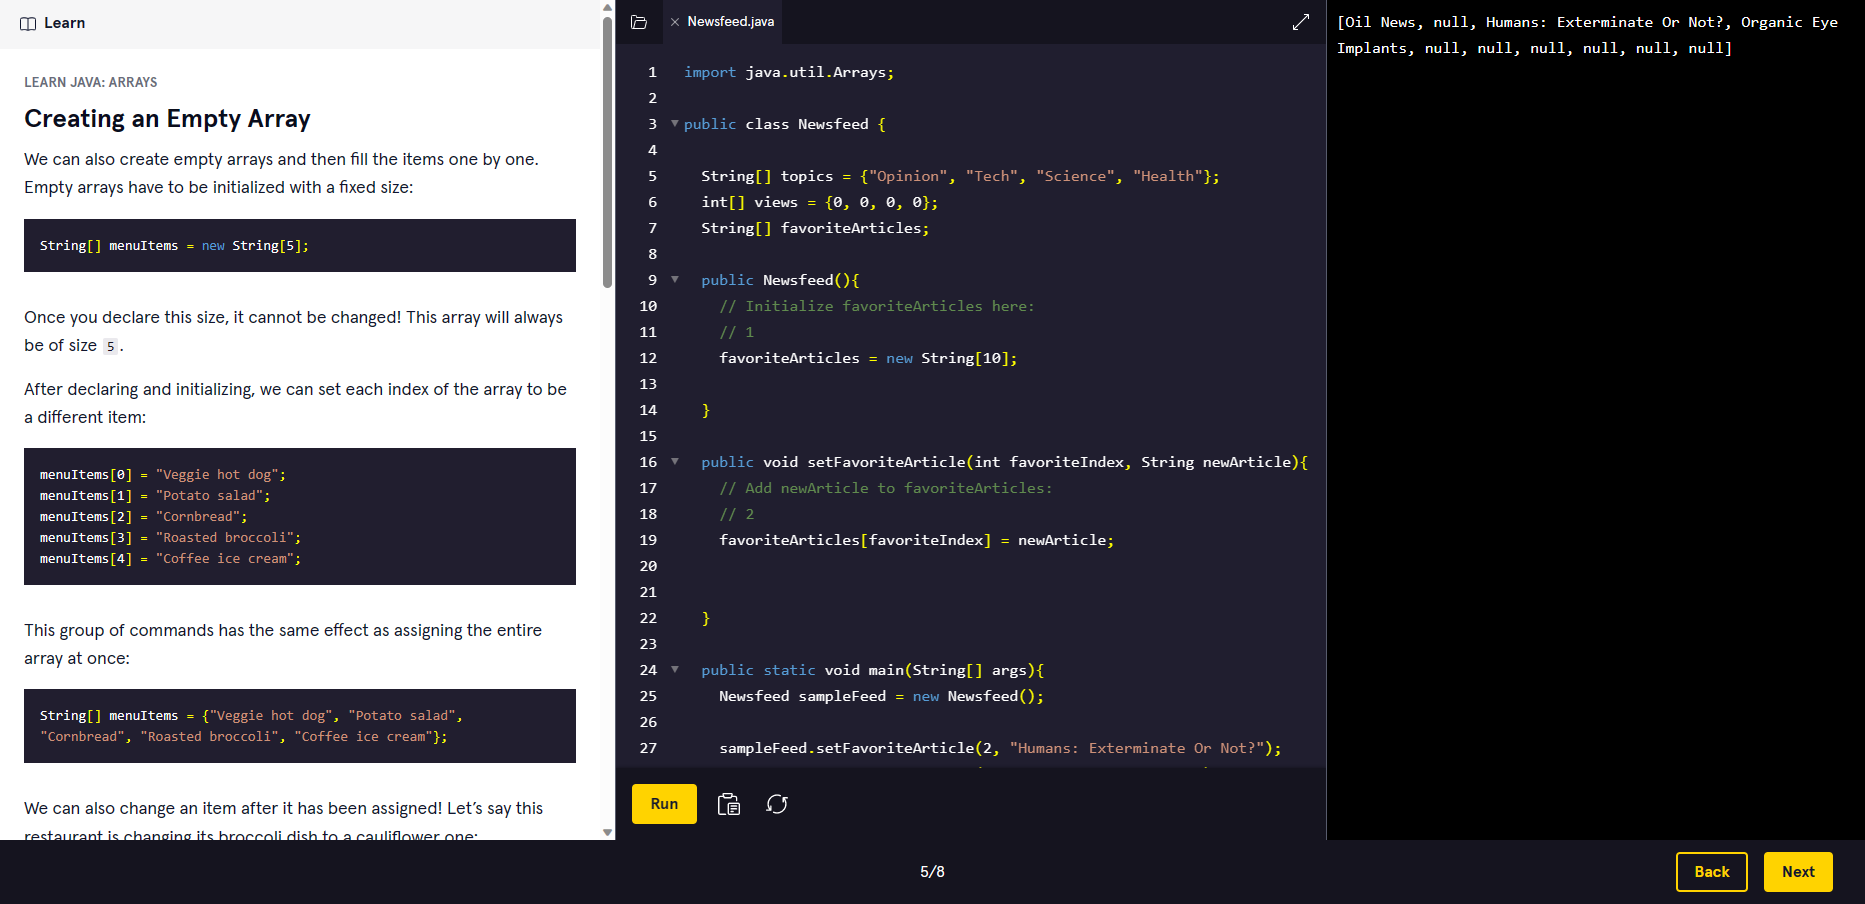 Learn
LEARN JAVA: ARRAYS
Creating an Empty Array
We can also create empty arrays and then fill the items one by one.
Empty arrays have to be initialized with a fixed size:
String[] menuItems = new String[5];
Once you declare this size, it cannot be changed! This array will always
be of size 5.
After declaring and initializing, we can set each index of the array to be
a different item:
menuItems[0] = "Veggie hot dog";
menuItems[1] = "Potato salad";
menuItems[2] = "Cornbread";
menuItems[3] = "Roasted broccoli";
menuItems[4] = "Coffee ice cream";
This group of commands has the same effect as assigning the entire
array at once:
String[] menuItems = {"Veggie hot dog", "Potato salad",
"Cornbread", "Roasted broccoli", "Coffee ice cream"};
We can also change an item after it has been assigned! Let’s say this
restaurant is changing its broccoli dish to a cauliflower one:
Newsfeed.java
1 import java.util.Arrays;
2
3 public class Newsfeed {
4
5 String[] topics = {"Opinion", "Tech", "Science", "Health"};
6 int[] views = {0, 0, 0, 0};
7 String[] favoriteArticles;
8
9 public Newsfeed(){
10 // Initialize favoriteArticles here:
11 // 1
12 favoriteArticles = new String[10];
13
14 }
15
16 public void setFavoriteArticle(int favoriteIndex, String newArticle){
17 // Add newArticle to favoriteArticles:
18 // 2
19 favoriteArticles[favoriteIndex] = newArticle;
20
21
22 }
23
24 public static void main(String[] args){
25 Newsfeed sampleFeed = new Newsfeed();
26
27 sampleFeed.setFavoriteArticle(2, "Humans: Exterminate Or Not?");
Run
[Oil News, null, Humans: Exterminate Or Not?, Organic Eye
Implants, null, null, null, null, null, null]
5/8
Back
Next